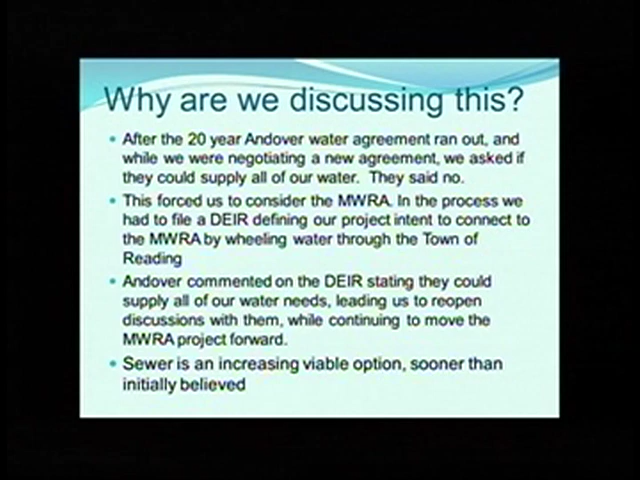 Why are we discussing this?
• After the 20 year Andover water agreement ran out, and
while we were negotiating a new agreement, we asked if
they could supply all of our water. They said no.
• This forced us to consider the MWRA. In the process we
had to file a DEIR defining our project intent to connect to
the MWRA by wheeling water through the Town of
Reading
• Andover commented on the DEIR stating they could
supply all of our water needs, leading us to reopen
discussions with them, while continuing to move the
MWRA project forward.
• Sewer is an increasing viable option, sooner than
initially believed